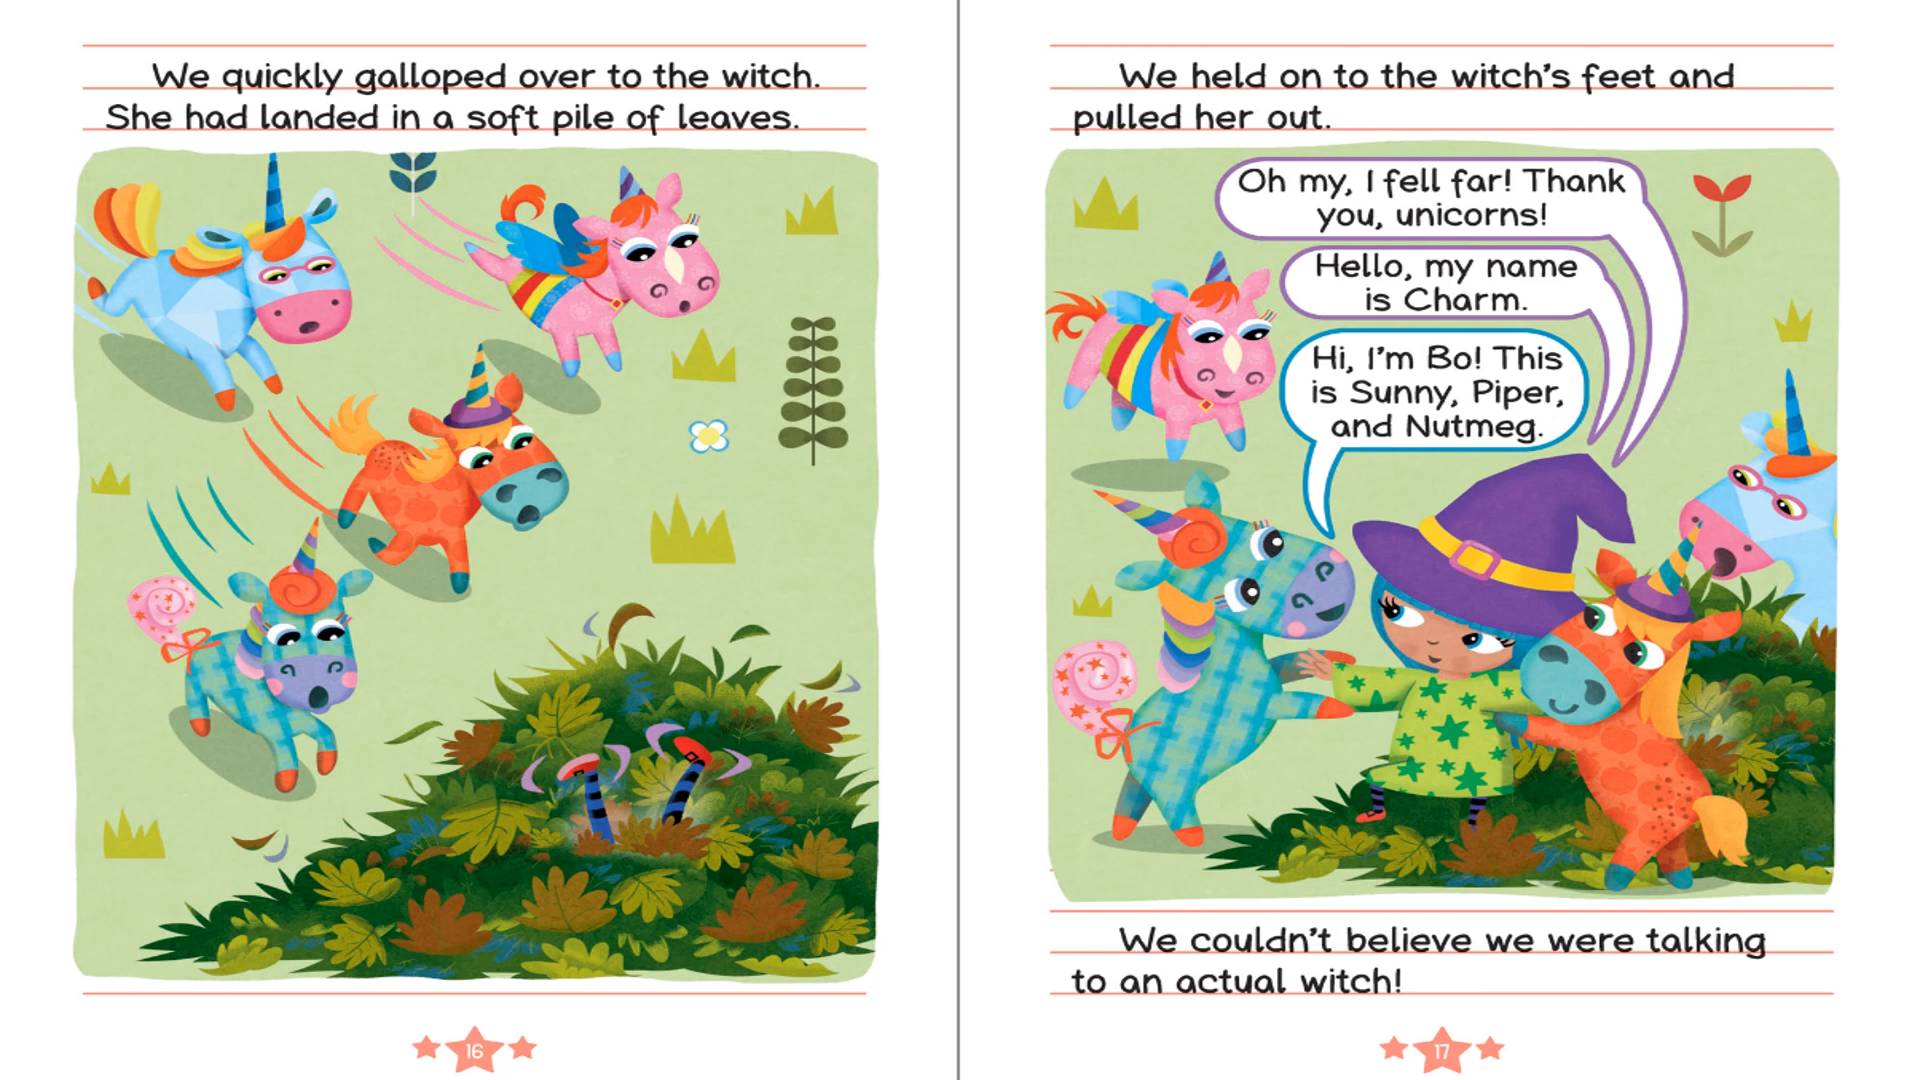 We quickly galloped over to the witch.
She had landed in a soft pile of leaves.
16
We held on to the witch's feet and
pulled her out.
Oh my, I fell far! Thank
you, unicorns!
Hello, my name
is Charm.
Hi, I'm Bo! This
is Sunny, Piper,
and Nutmeg.
We couldn't believe we were talking
to an actual witch!
17